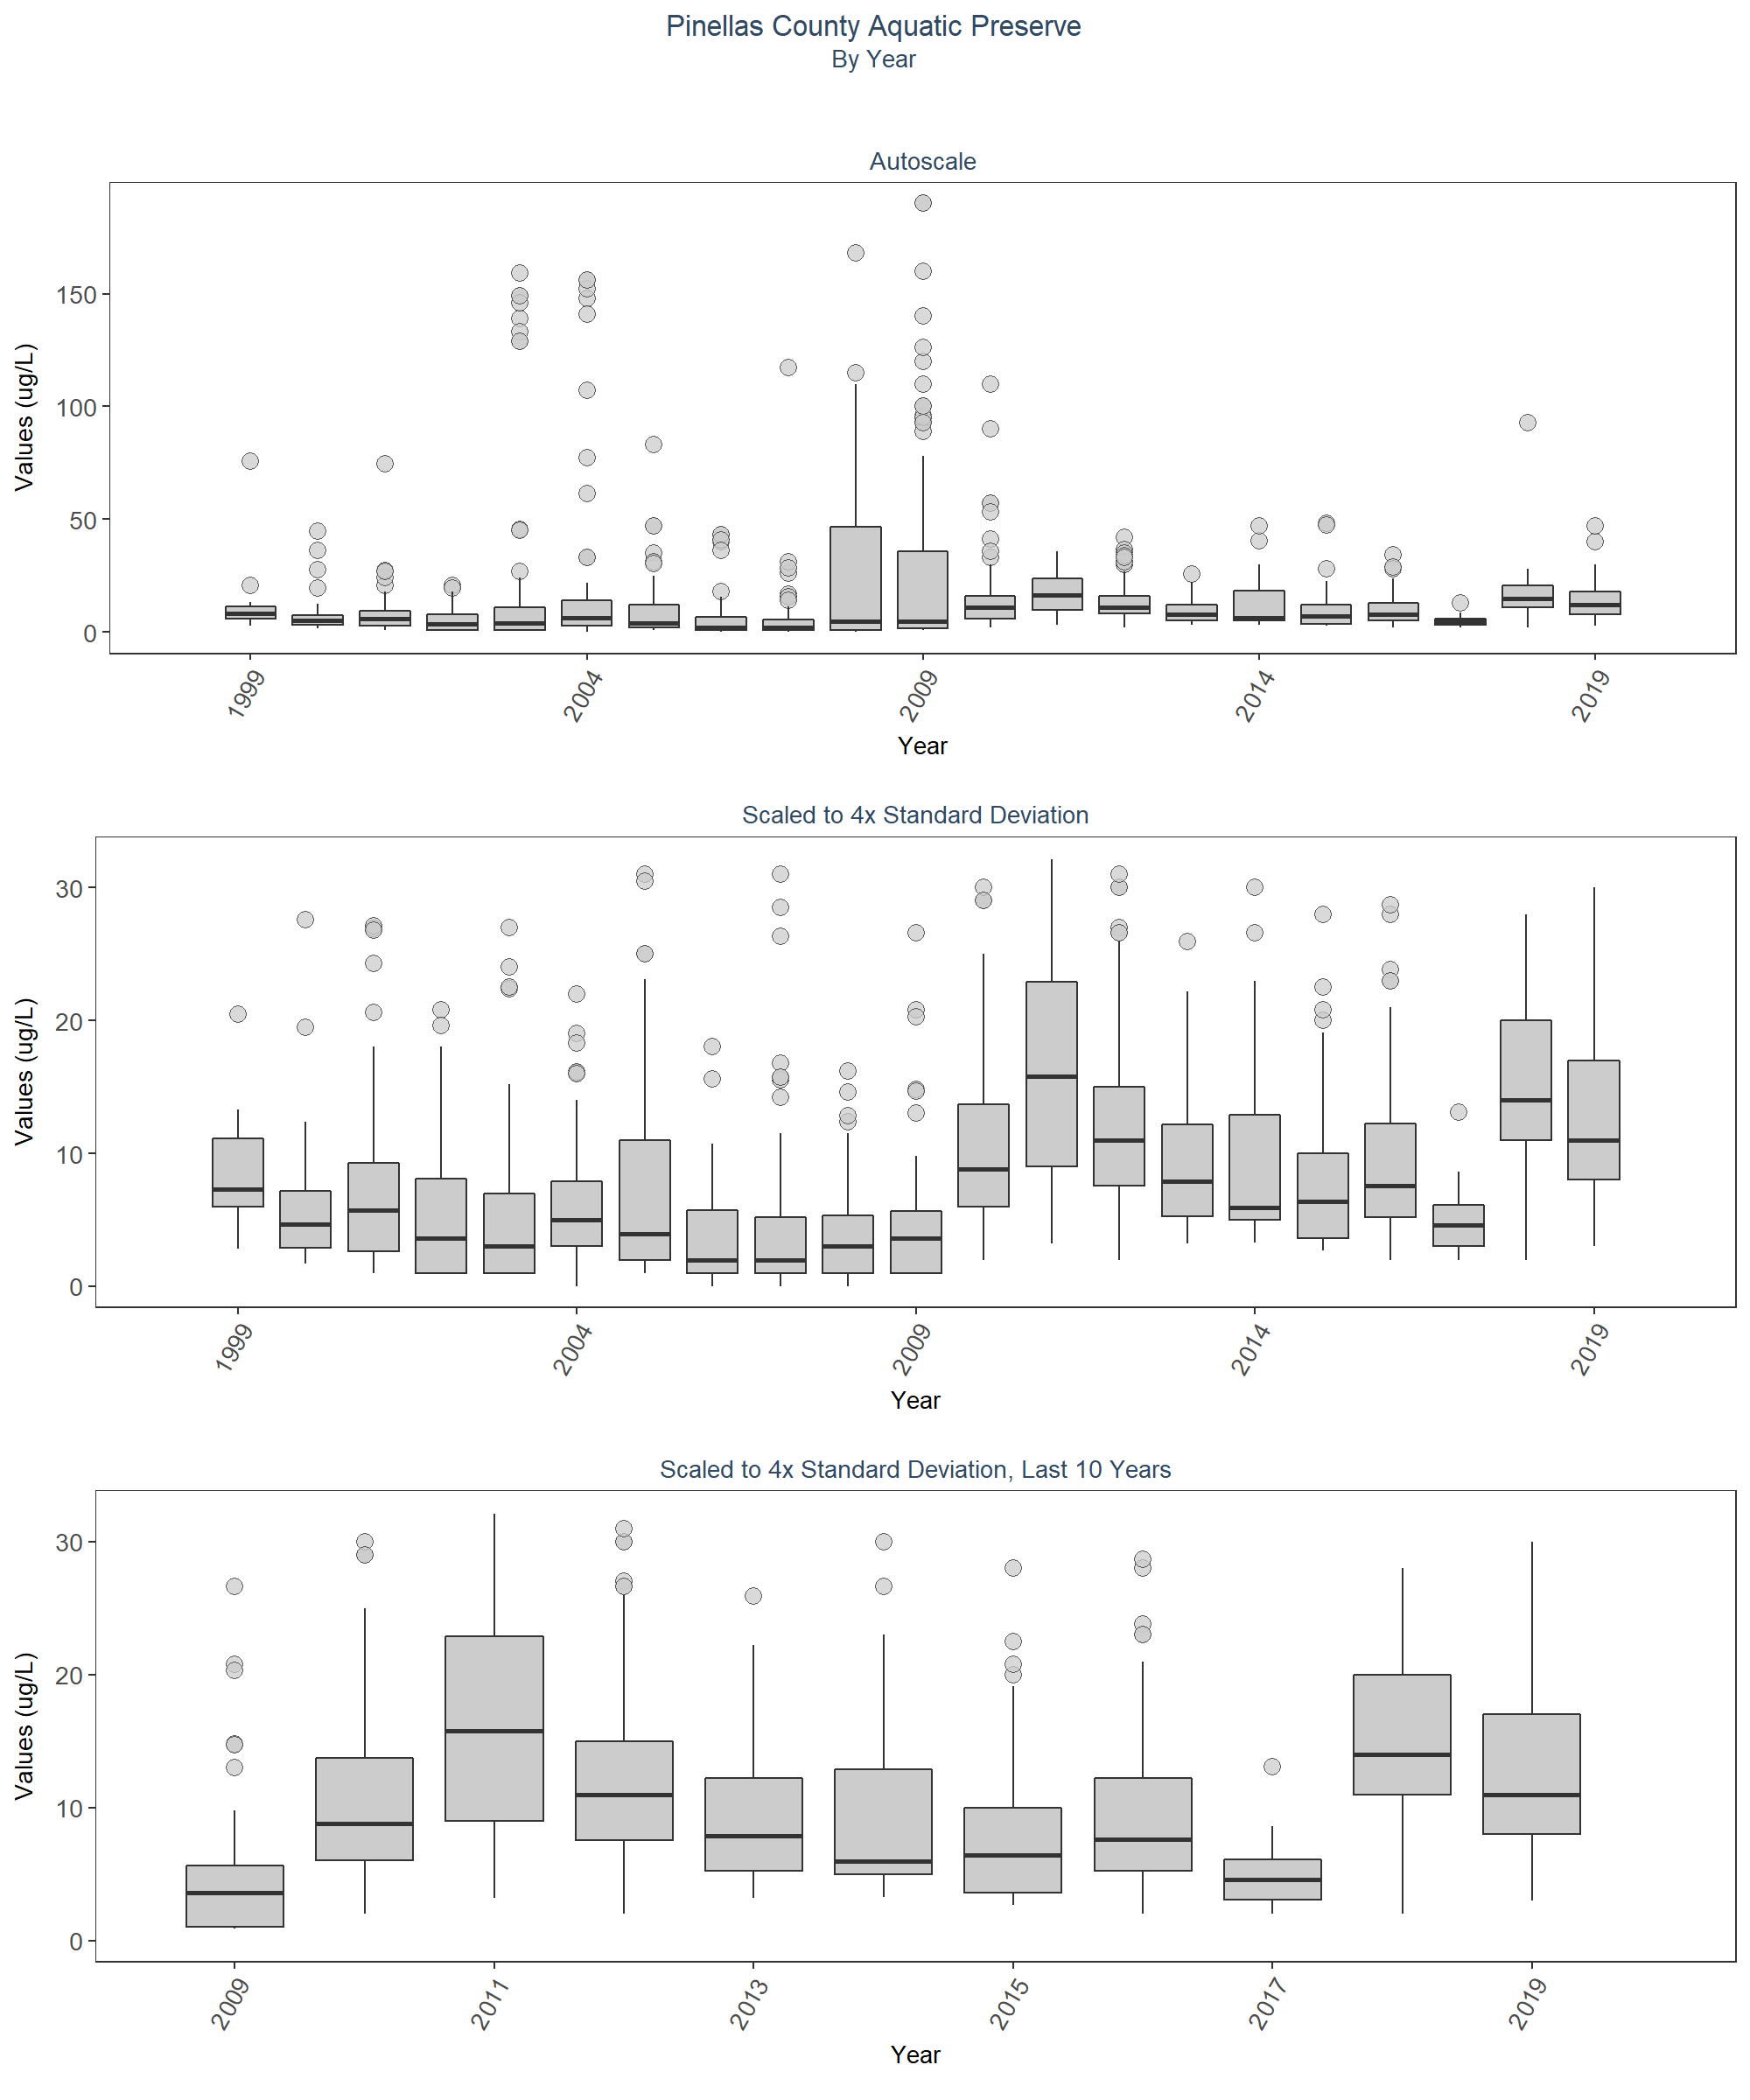 Pinellas County Aquatic Preserve
By Year
Autoscale
Values (ug/L)
150
100
50
0
1999
2004
2009
2014
2019
Year
Scaled to 4x Standard Deviation
Values (ug/L)
30
20
10
0
1999
2004
2009
2014
2019
Year
Scaled to 4x Standard Deviation, Last 10 Years
Values (ug/L)
30
20
10
0
2009
2011
2013
2015
2017
2019
Year